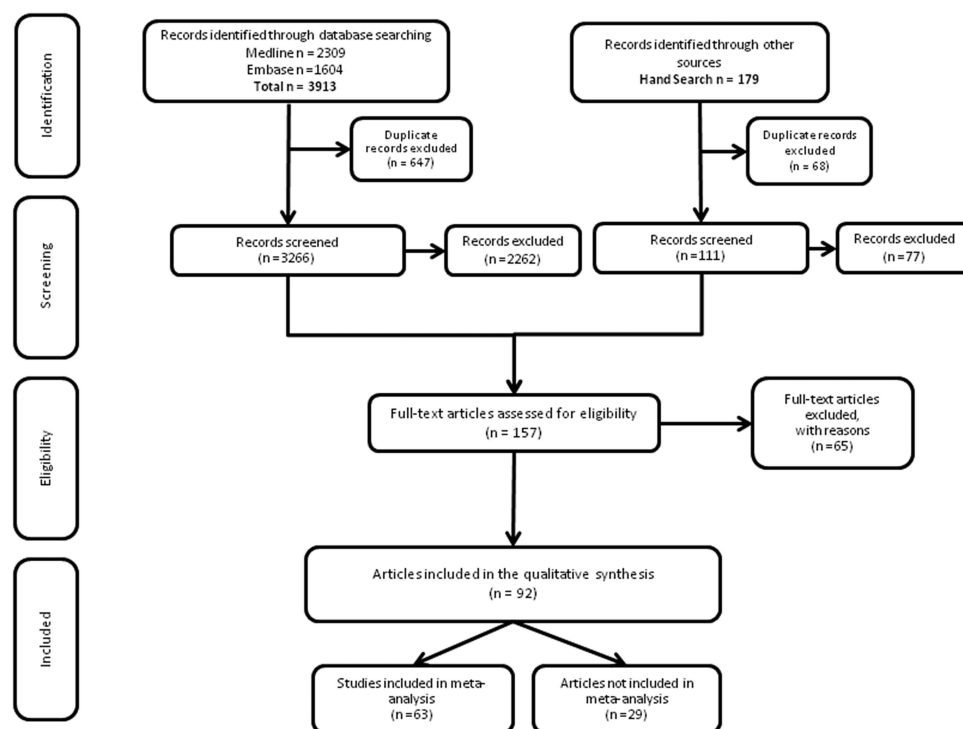 Identification
Records identified through database searching
Medline n = 2309
Embase n =1604
Total n = 3913
Records identified through other
sources
Hand Search n = 179
Duplicate
records excluded
(n = 647)
Duplicate records
excluded
(n = 68)
Screening
Records screened
(n =3266)
Records excluded
(n =2262)
Records screened
(n =111)
Records excluded
(n =77)
Eligibility
Full-text articles assessed for eligibility
(n = 157)
Full-text articles
excluded,
with reasons
(n =65)
Included
Articles included in the qualitative synthesis
(n = 92)
Studies included in meta-
analysis
(n =63)
Articles not included in
meta-analysis
(n =29)